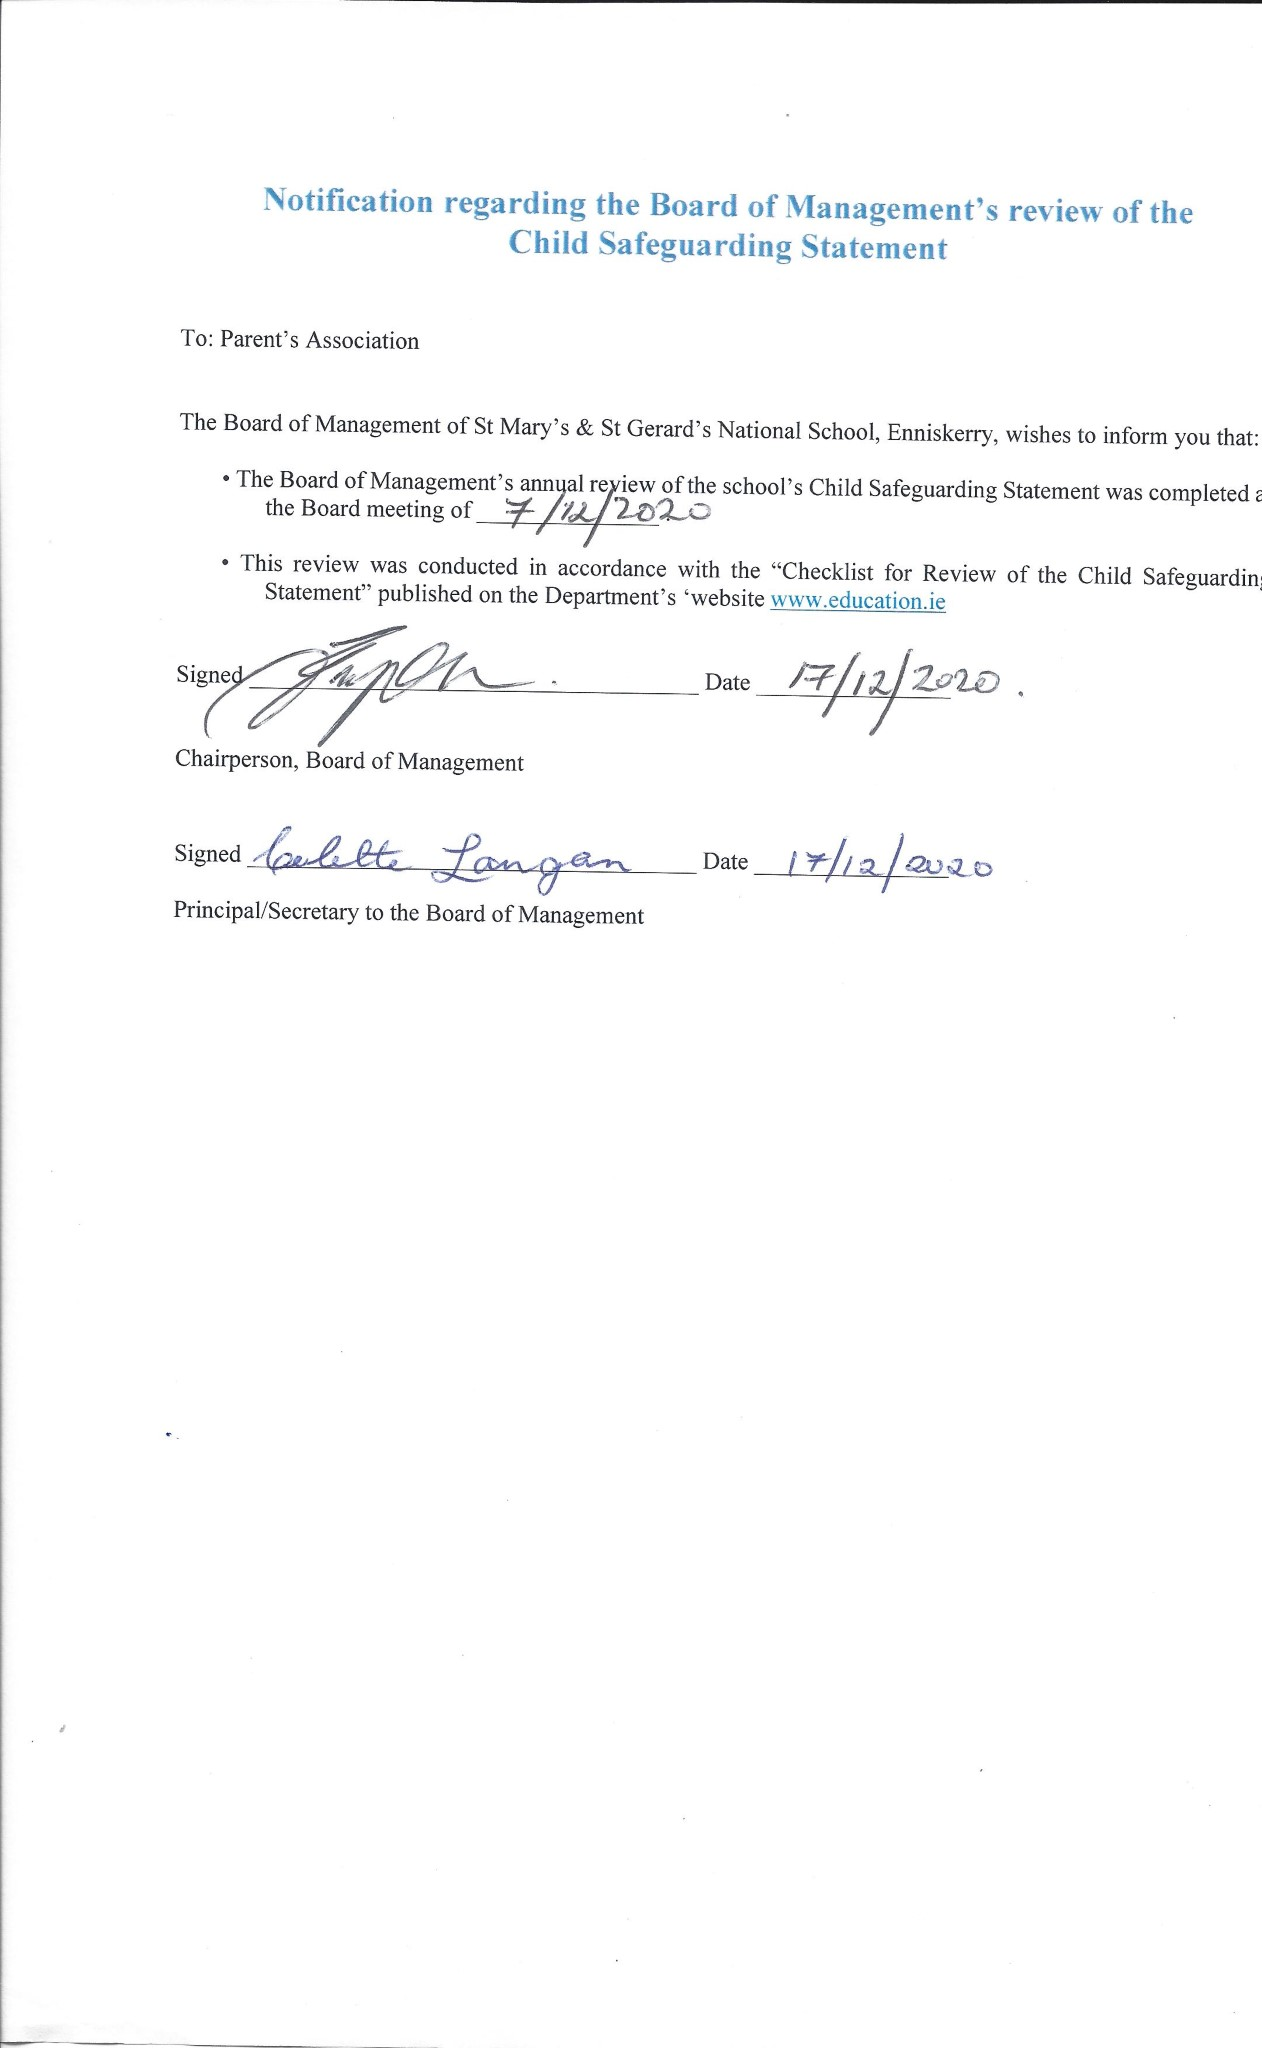 Notification regarding the Board of Management's review of the
Child Safeguarding Statement
To: Parent's Association
The Board of Management of St Mary's & St Gerard's National School, Enniskerry, wishes to inform you that:
• The Board of Management's annual review of the school's Child Safeguarding Statement was completed a
the Board meeting of 7/12/2020
• This review was conducted in accordance with the “Checklist for Review of the Child Safeguarding
Statement” published on the Department's ‘website www.education.ie
Signed Date 17/12/2020.
Chairperson, Board of Management
Signed Colette Langan Date 17/12/2020
Principal/Secretary to the Board of Management